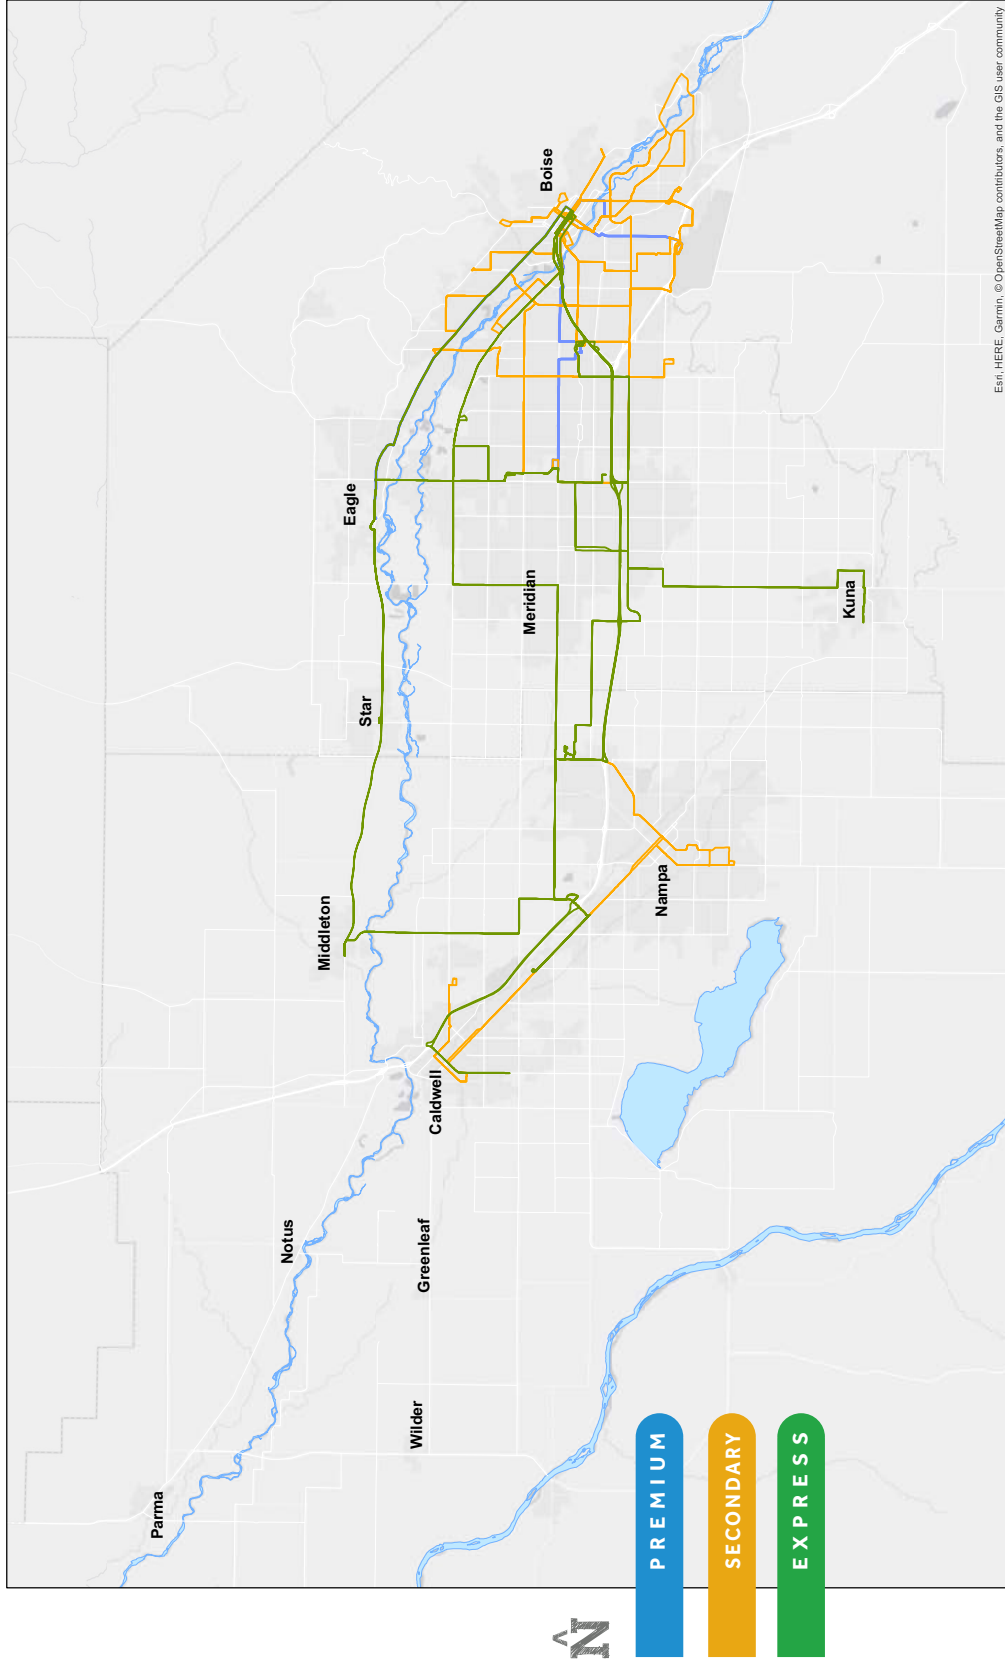 Boise
Eagle
Meridian
Kuna
Star
Middleton
Nampa
Caldwell
Notus
Greenleaf
Wilder
Parma
N
PREMIUM
SECONDARY
EXPRESS
Esri, HERE, Garmin, © OpenStreetMap contributors, and the GIS user community